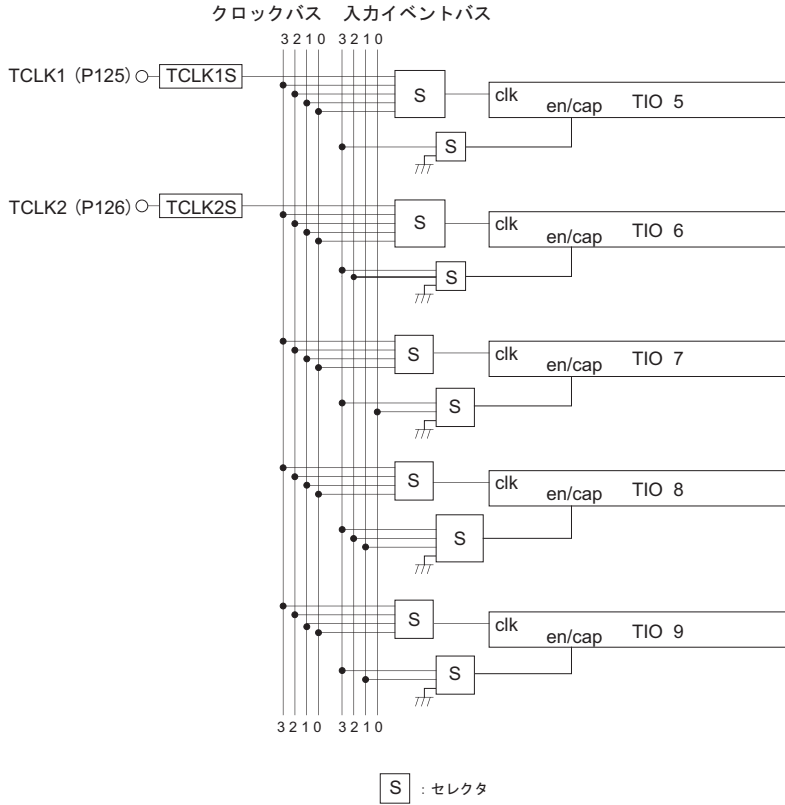 クロックバス 入力イベントバス
3 2 1 0 3 2 1 0
TCLK1 (P125) TCLK1S S clk en/cap TIO 5
S
TCLK2 (P126) TCLK2S S clk en/cap TIO 6
S
S clk en/cap TIO 7
S
S clk en/cap TIO 8
S
S clk en/cap TIO 9
S
3 2 1 0 3 2 1 0
S : セレクタ